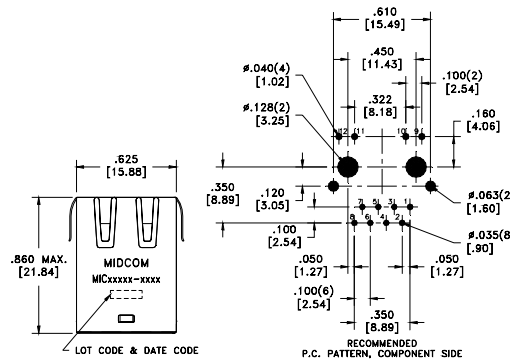 .610
[15.49]
.450
[11.43]
ø.040(4)
[1.02]
.100(2)
[2.54]
.322
[8.18]
ø.128(2)
[3.25]
.160
[4.06]
12 11 10 9
.625
[15.88]
.350
[8.89]
.120
[3.05]
ø.063(2
[1.60]
7 5 3 1
8 6 4 2
.860 MAX.
[21.84]
MIDCOM
MICxxxxx-xxxx
.100
[2.54]
ø.035(8
[.90]
.050
[1.27]
.050
[1.27]
.100(6)
[2.54]
.350
[8.89]
LOT CODE & DATE CODE
RECOMMENDED
P.C. PATTERN, COMPONENT SIDE